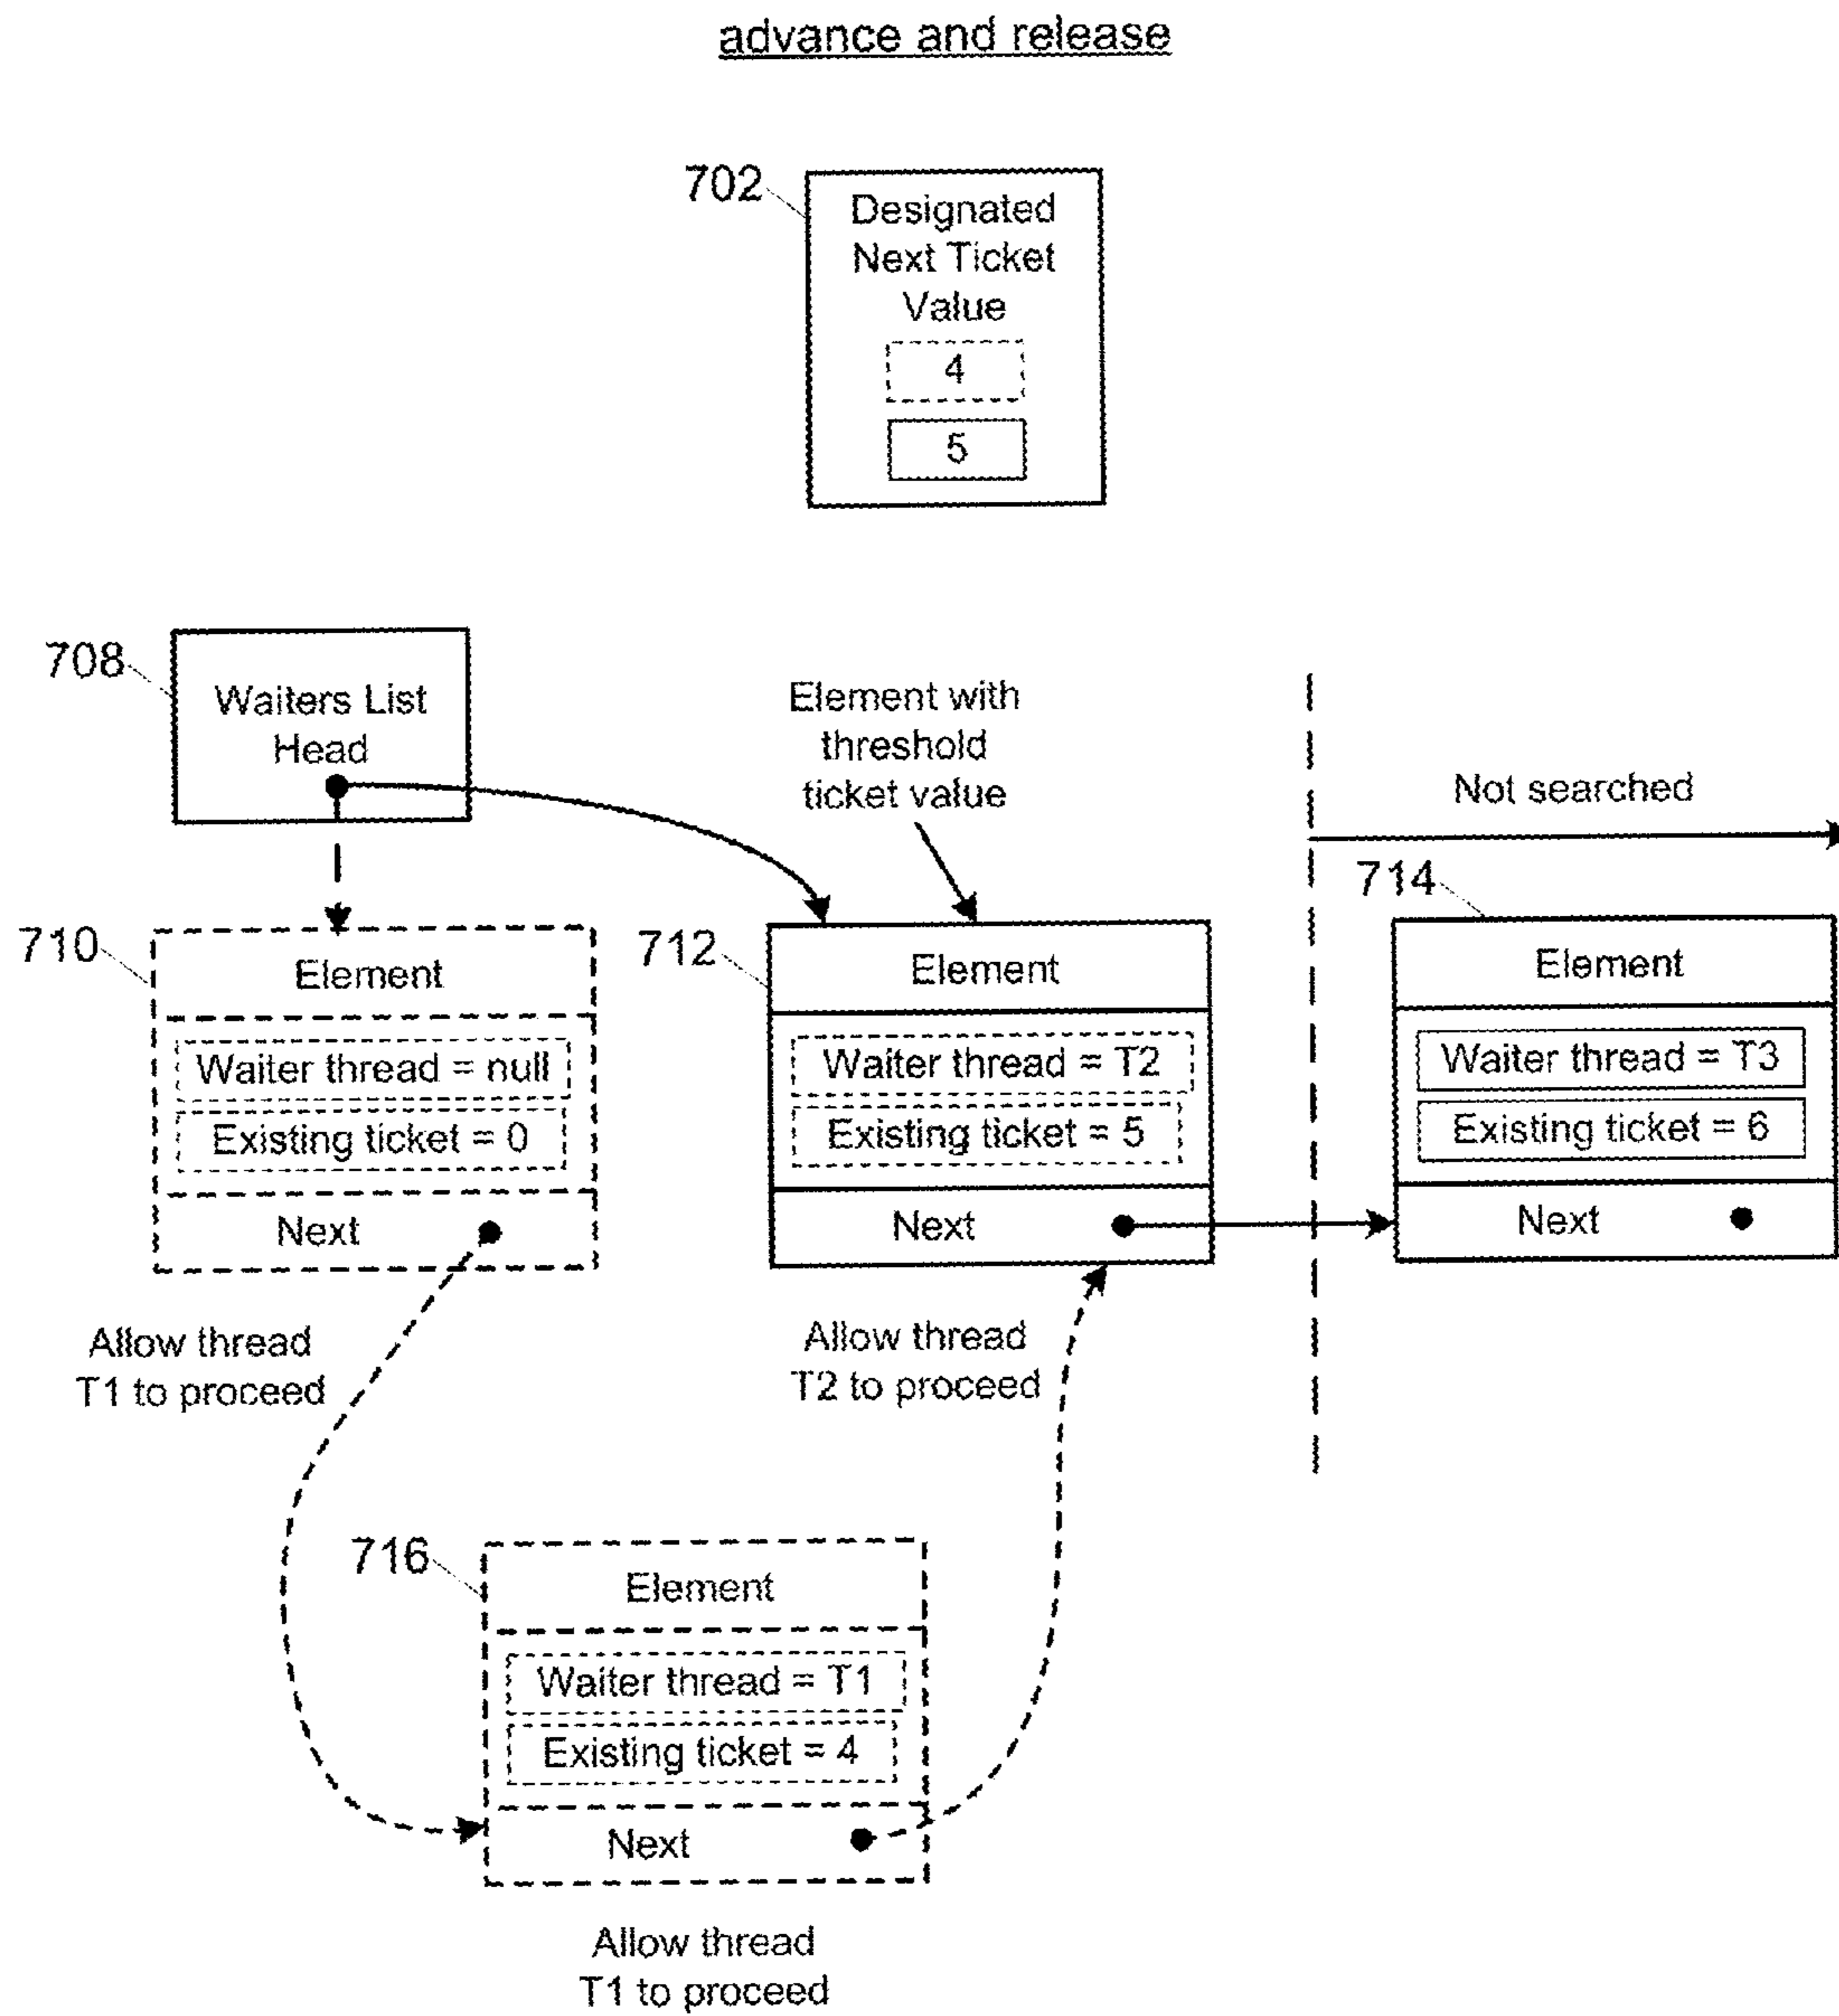 advance and release
702
Designated
Next Ticket
Value
4
5
708
Waiters List
Head
Element with
threshold
ticket value
Not searched
710
Element
Waiter thread = null
Existing ticket = 0
Next
712
Element
Waiter thread = T2
Existing ticket = 5
Next
714
Element
Waiter thread = T3
Existing ticket = 6
Next
Allow thread
T1 to proceed
Allow thread
T2 to proceed
716
Element
Waiter thread = T1
Existing ticket = 4
Next
Allow thread
T1 to proceed